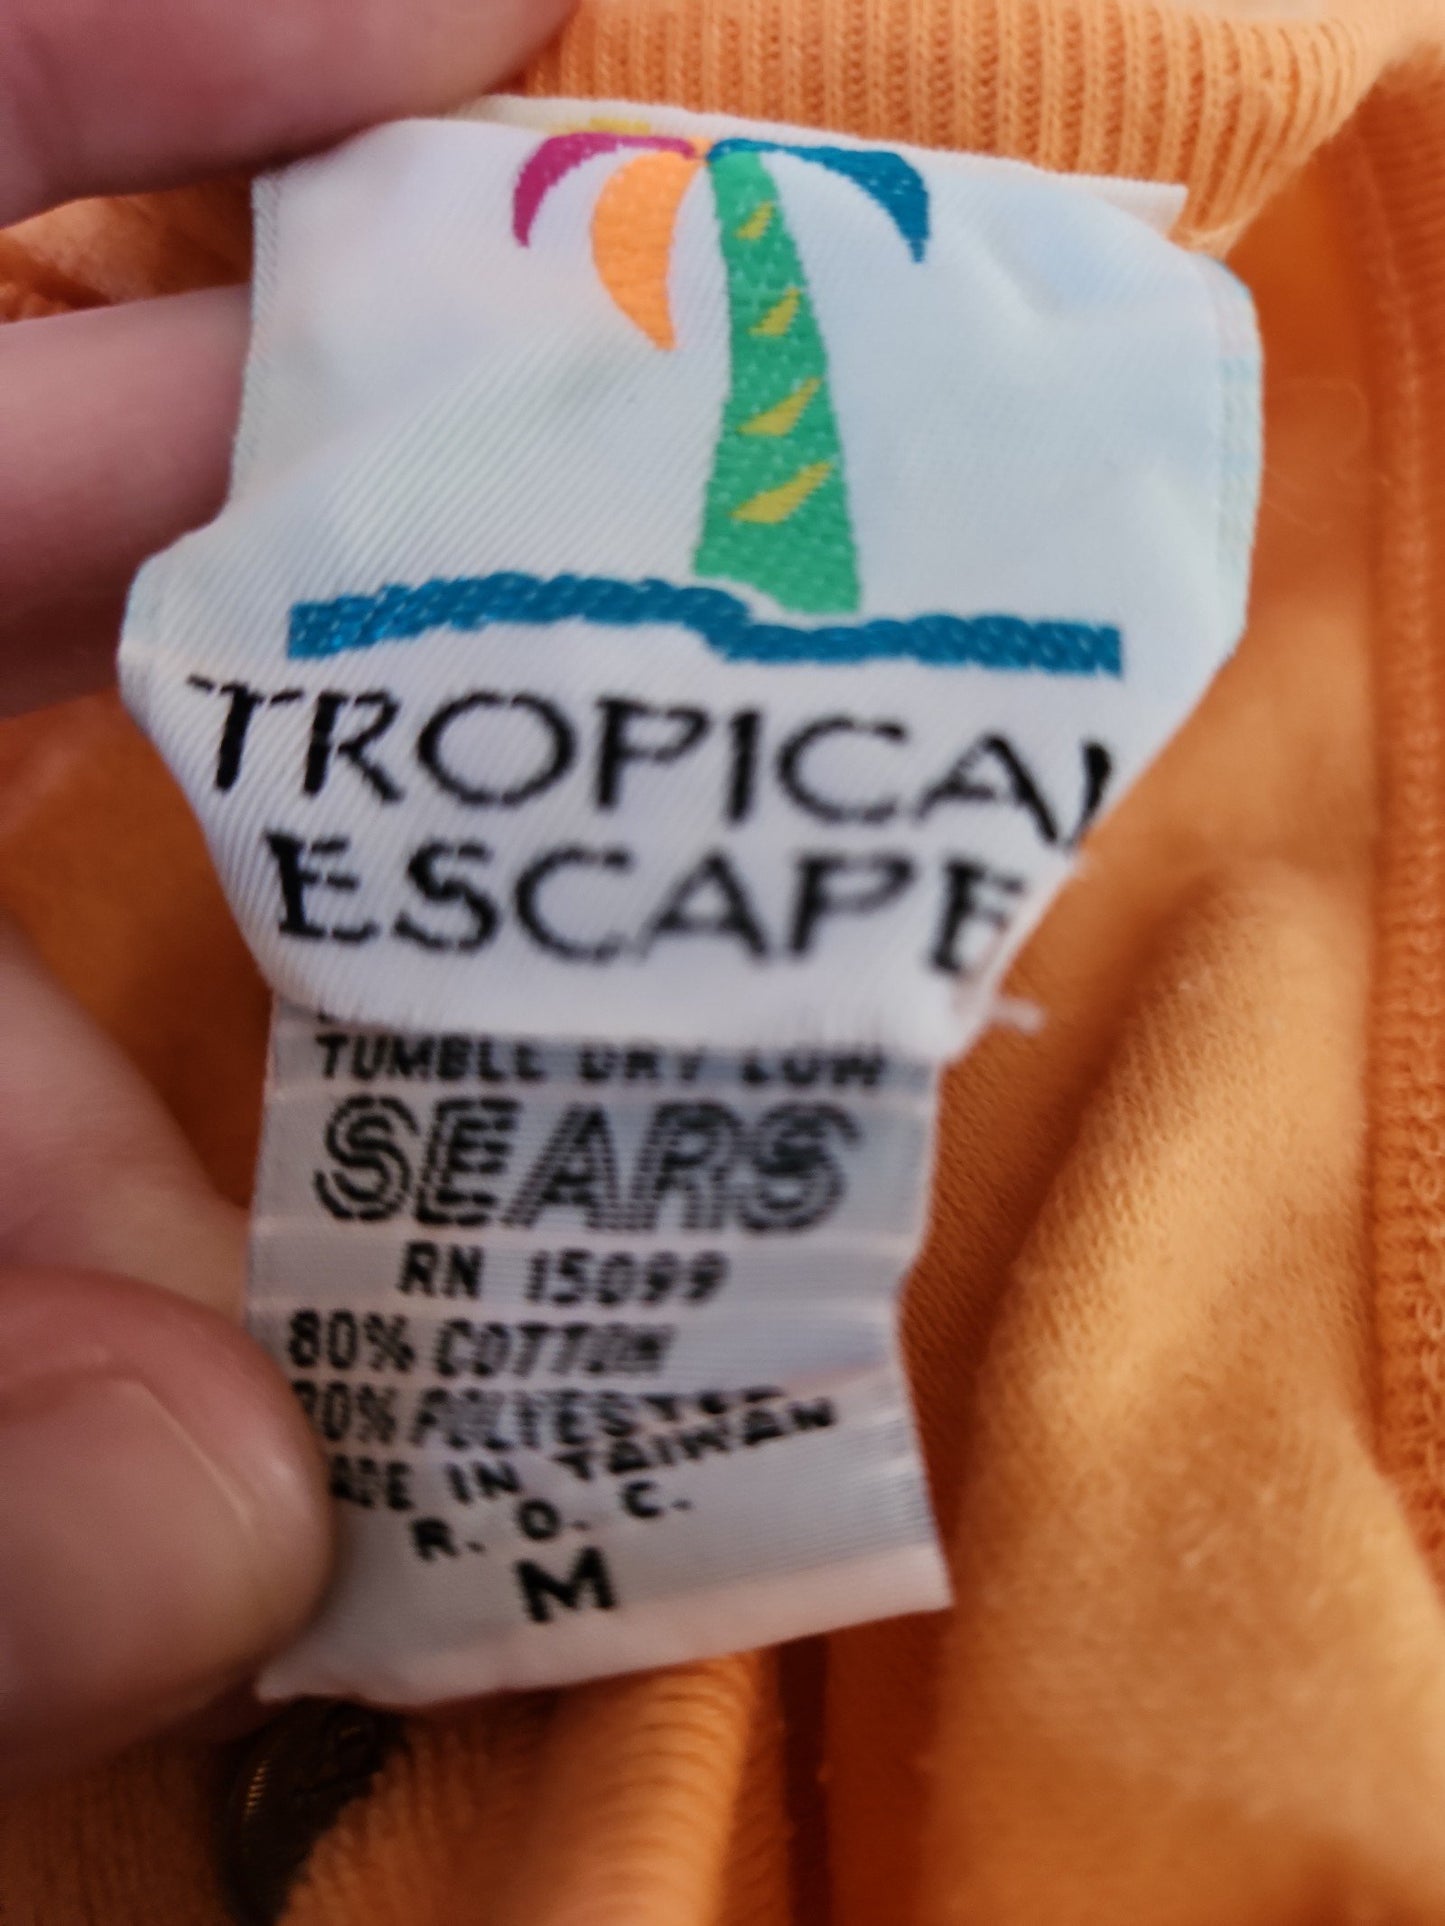 TROPICAL
ESCAPE
TUMBLE DRY LOW
SEARS
RN 15099
80% COTTON
20% POLYESTER
MADE IN TAIWAN
R. O. C.
M